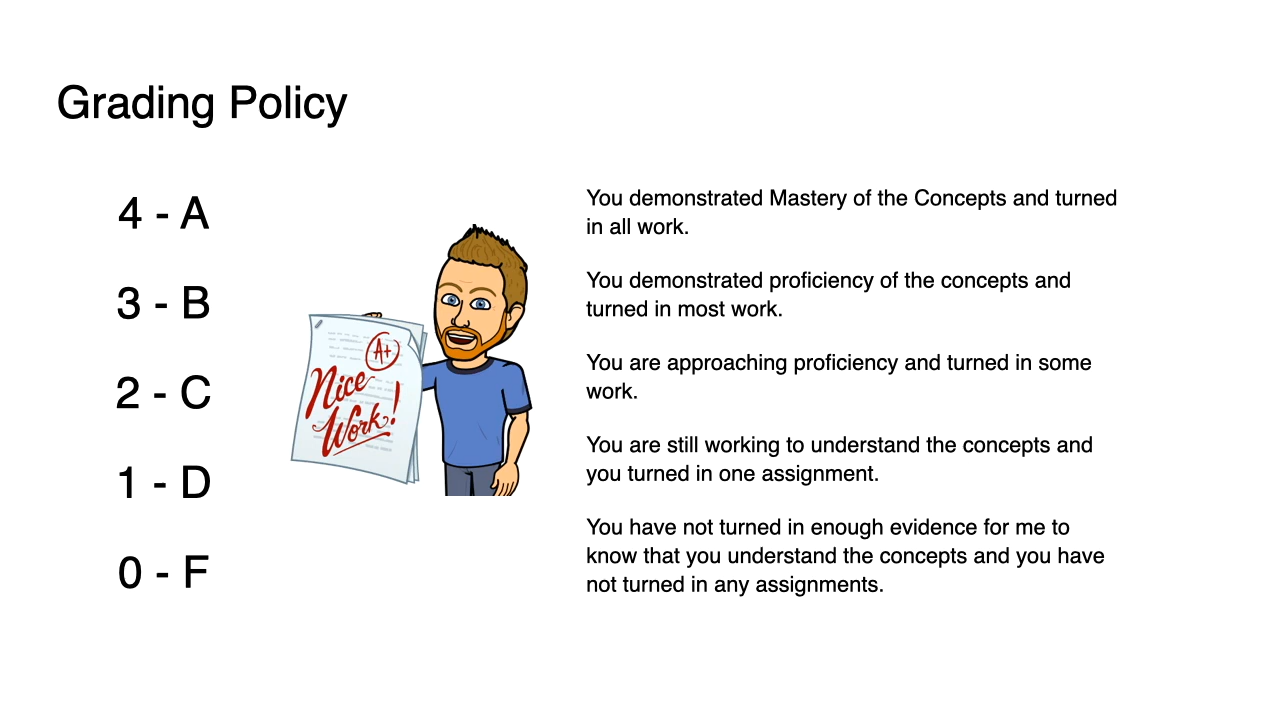 Grading Policy
4 - A
3 - B
2 - C
1 - D
0 - F
A+
Nice
Work!
You demonstrated Mastery of the Concepts and turned
in all work.
You demonstrated proficiency of the concepts and
turned in most work.
You are approaching proficiency and turned in some
work.
You are still working to understand the concepts and
you turned in one assignment.
You have not turned in enough evidence for me to
know that you understand the concepts and you have
not turned in any assignments.